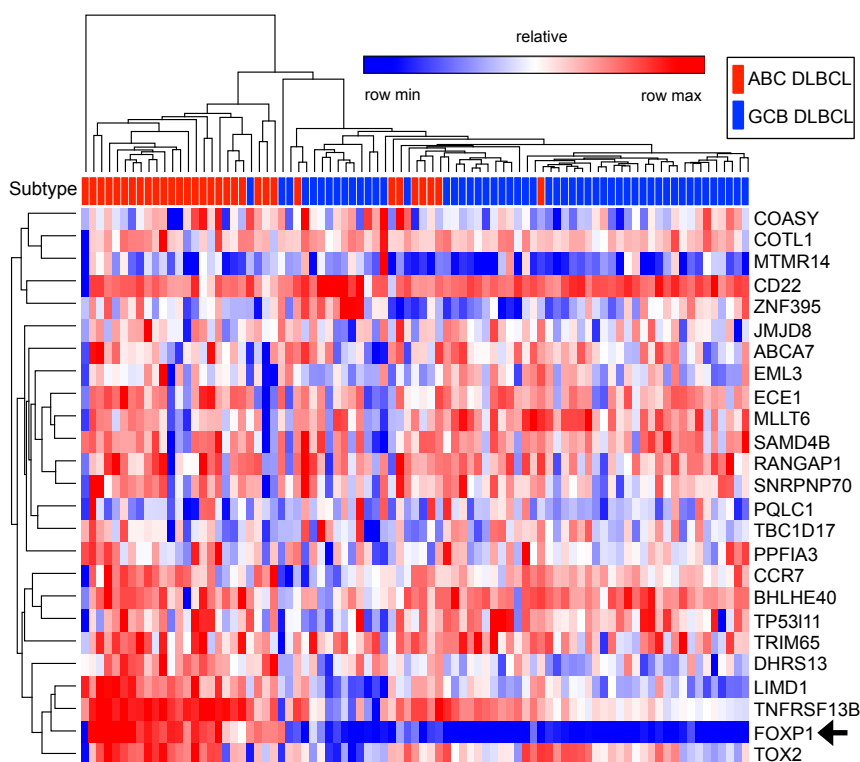 relative
row min
row max
ABC DLBCL
GCB DLBCL
Subtype
COASY
COTL1
MTMR14
CD22
ZNF395
JMJD8
ABCA7
EML3
ECE1
MLLT6
SAMD4B
RANGAP1
SNRPNP70
PQLC1
TBC1D17
PPFIA3
CCR7
BHLHE40
TP53I11
TRIM65
DHRS13
LIMD1
TNFRSF13B
FOXP1
TOX2